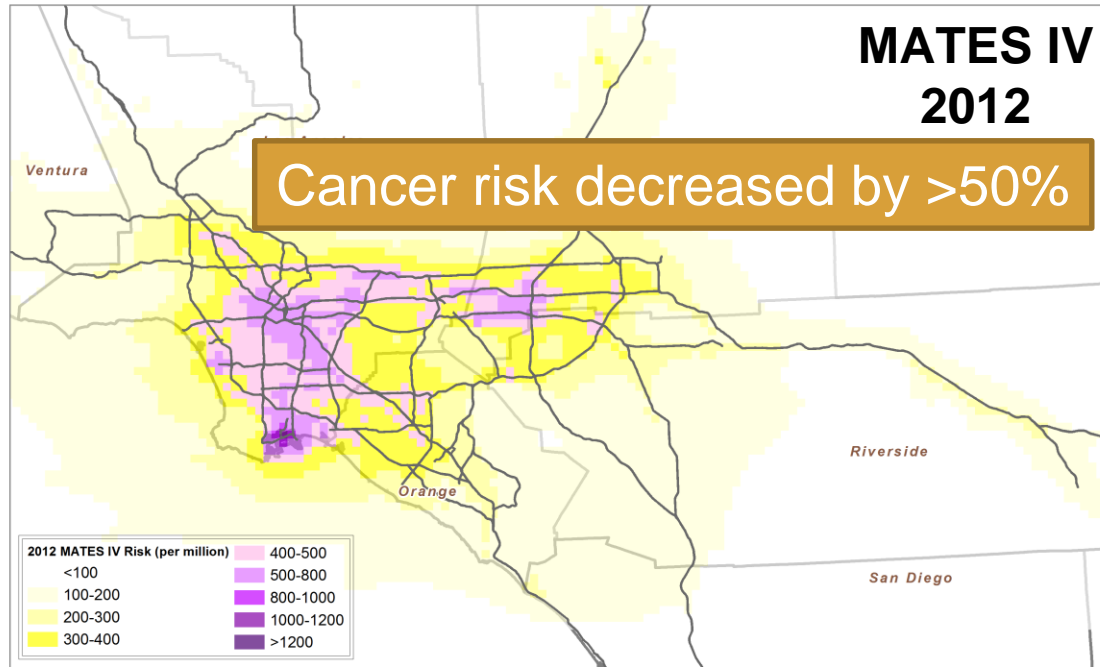 MATES IV
2012
Cancer risk decreased by >50%
Ventura
Riverside
Orange
San Diego
2012 MATES IV Risk (per million)
<100
100-200
200-300
300-400
400-500
500-800
800-1000
1000-1200
>1200